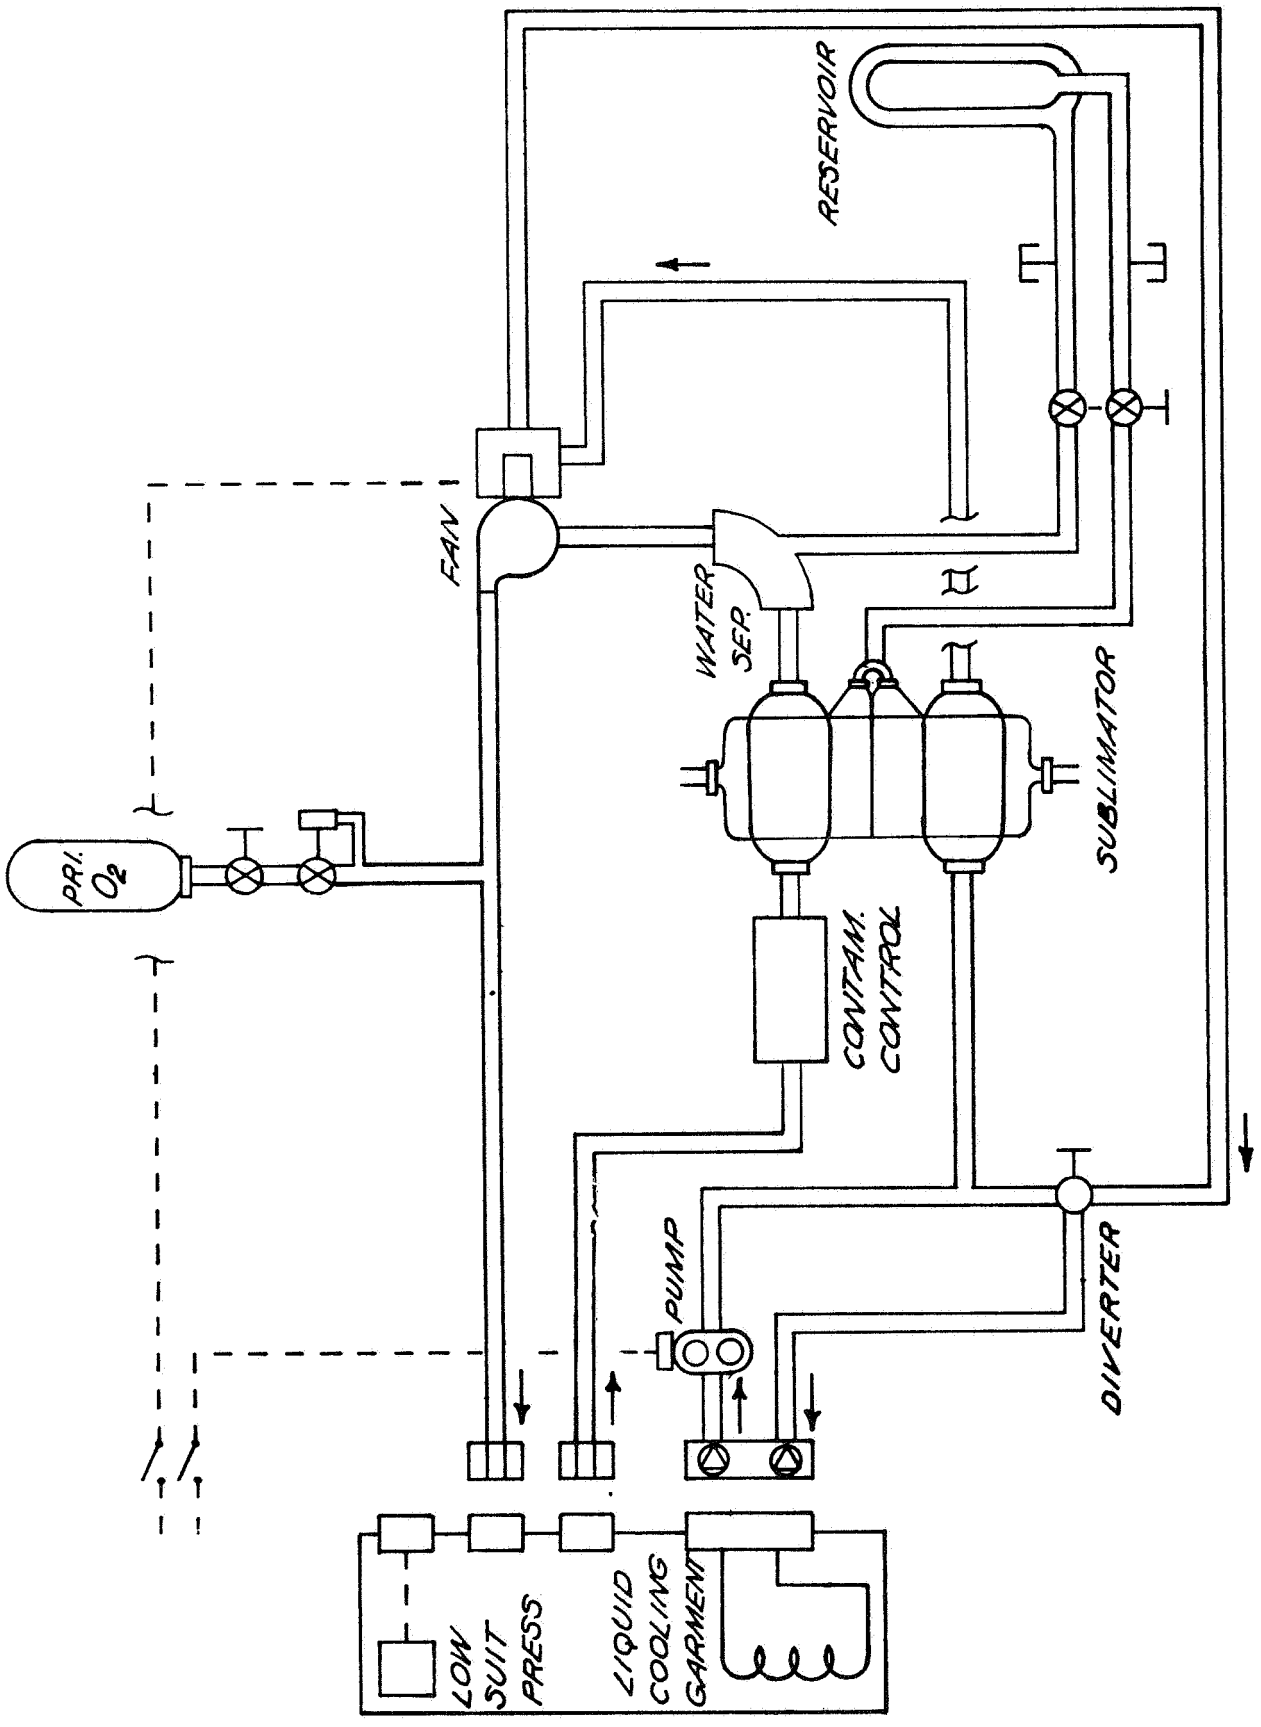 PRI.
O2
FAN
RESERVOIR
WATER
SEP.
SUBLIMATOR
CONTAM.
CONTROL
PUMP
DIVERTER
LOW
SUIT
PRESS
LIQUID
COOLING
GARMENT